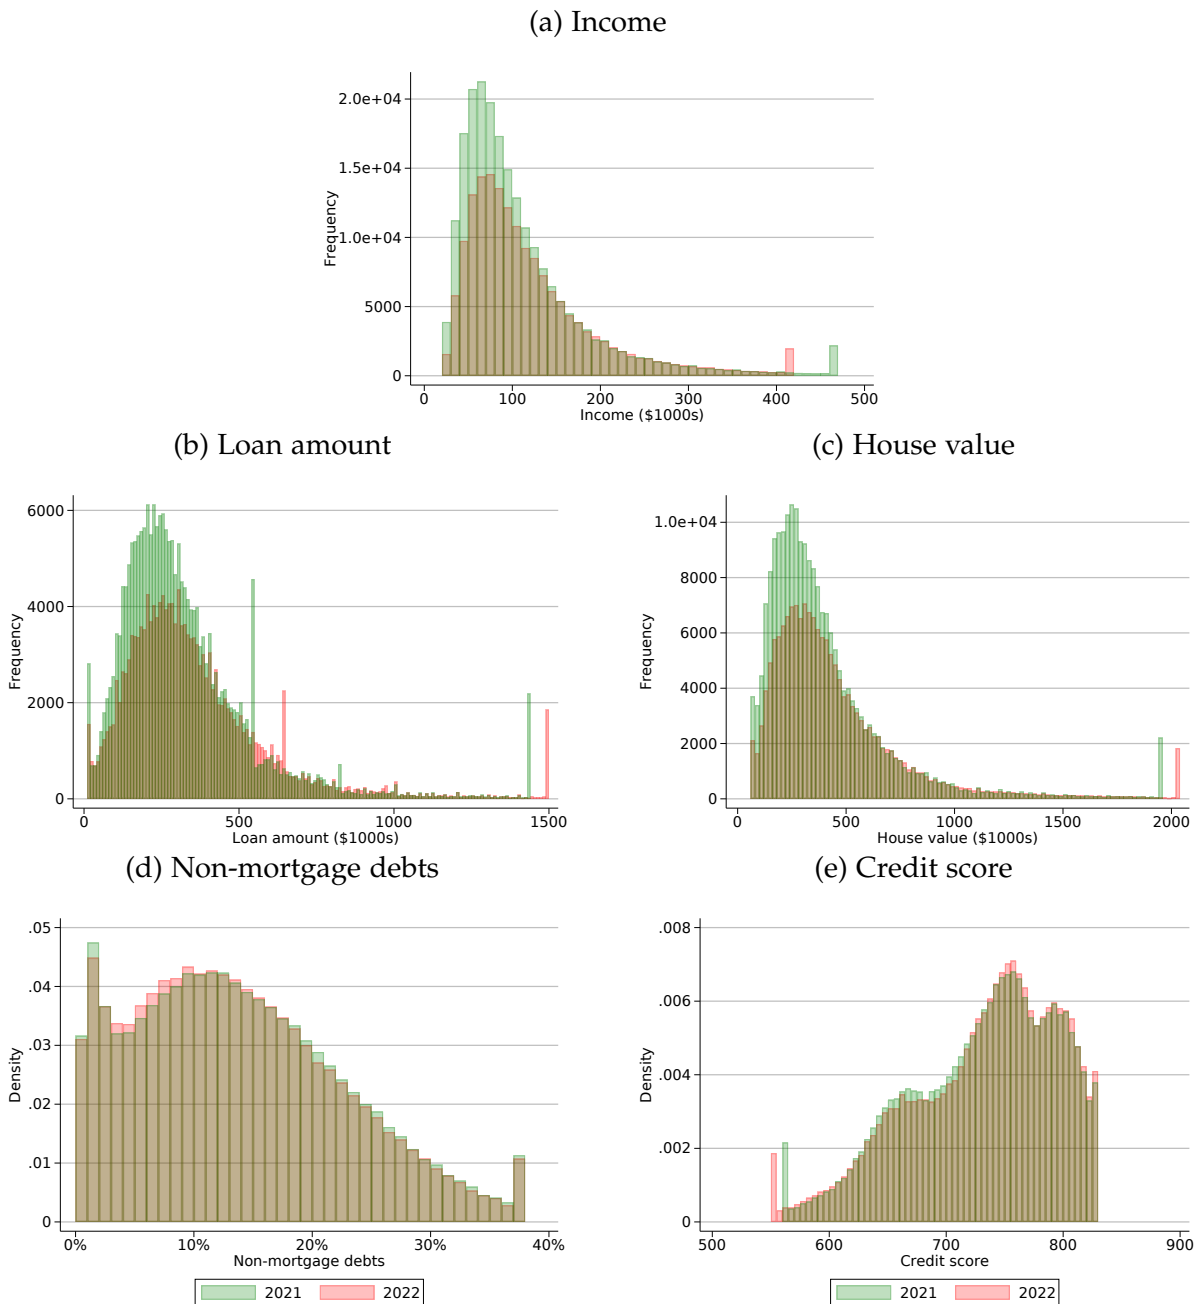 (a) Income
2.0e+04
1.5e+04
1.0e+04
5000
0
Frequency
0 100 200 300 400 500
Income ($1000s)
(b) Loan amount
6000
4000
2000
0
Frequency
0 500 1000 1500
Loan amount ($1000s)
(c) House value
1.0e+04
8000
6000
4000
2000
0
Frequency
0 500 1000 1500 2000
House value ($1000s)
(d) Non-mortgage debts
.05
.04
.03
.02
.01
0
Density
0% 10% 20% 30% 40%
Non-mortgage debts
2021 2022
(e) Credit score
.008
.006
.004
.002
0
Density
500 600 700 800 900
Credit score
2021 2022